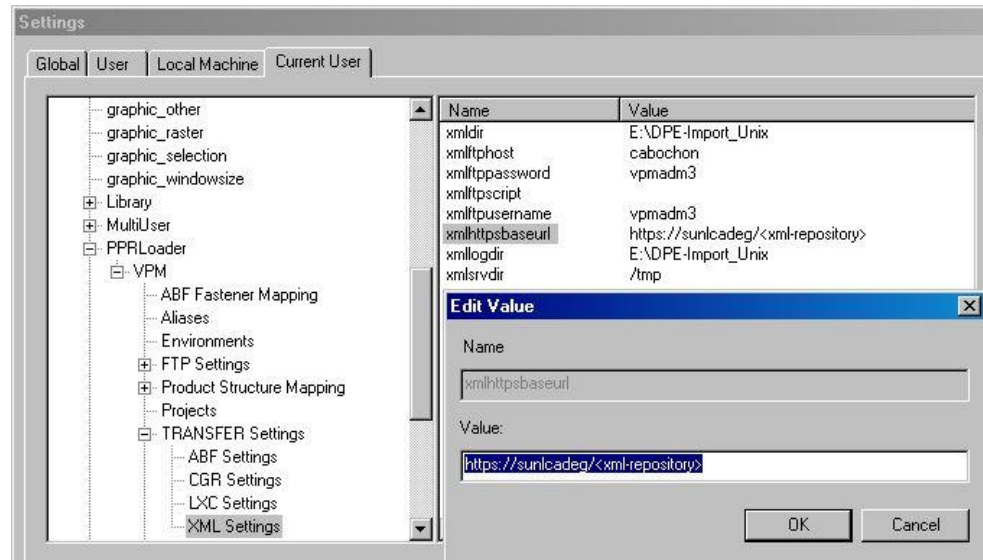 Settings
Global User Local Machine Current User
graphic_other
graphic_raster
graphic_selection
graphic_windowsize
Library
MultiUser
PPRLoader
VPM
ABF Fastener Mapping
Aliases
Environments
FTP Settings
Product Structure Mapping
Projects
TRANSFER Settings
ABF Settings
CGR Settings
LXC Settings
XML Settings
Name Value
xmldir E:\DPE-Import_Unix
xmlftphost cabochon
xmlftppassword vpmadm3
xmlftpscript
xmlftpusername vpmadm3
xmlhttpsbaseurl https://sunlcadeg/<xml-repository>
xmllogdir E:\DPE-Import_Unix
xmlsrvdir /tmp
Edit Value
Name
xmlhttpsbaseurl
Value:
https://sunlcadeg/<xml-repository>
OK Cancel